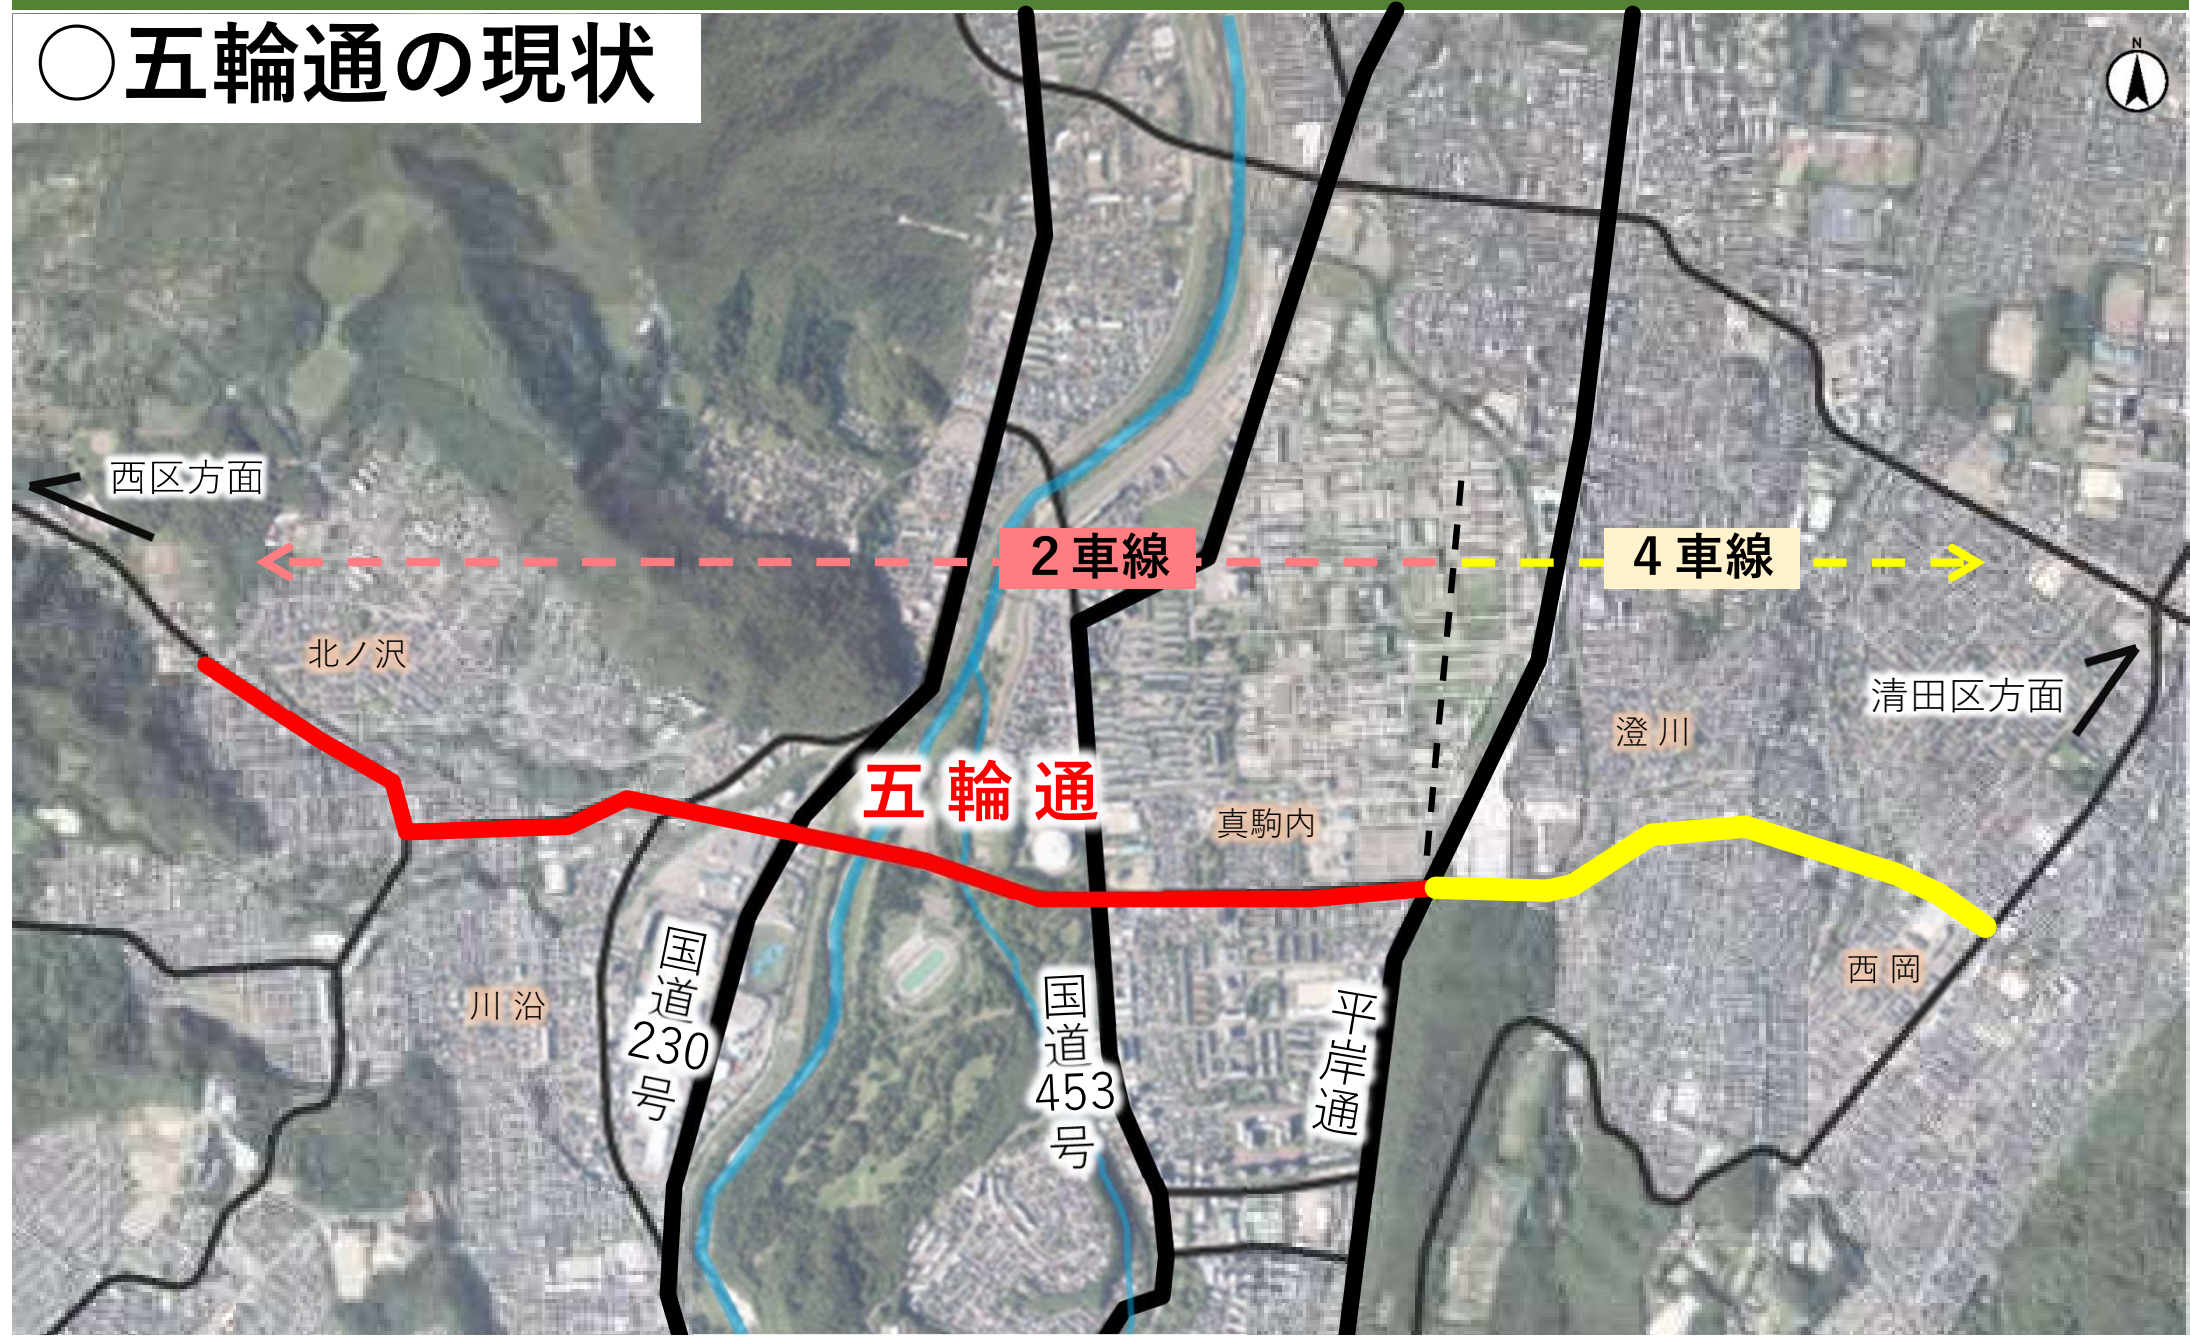 ○五輪通の現状
N
西区方面
2車線
4車線
北ノ沢
清田区方面
澄川
五輪通
真駒内
国道230号
国道453号
平岸通
川沿
西岡